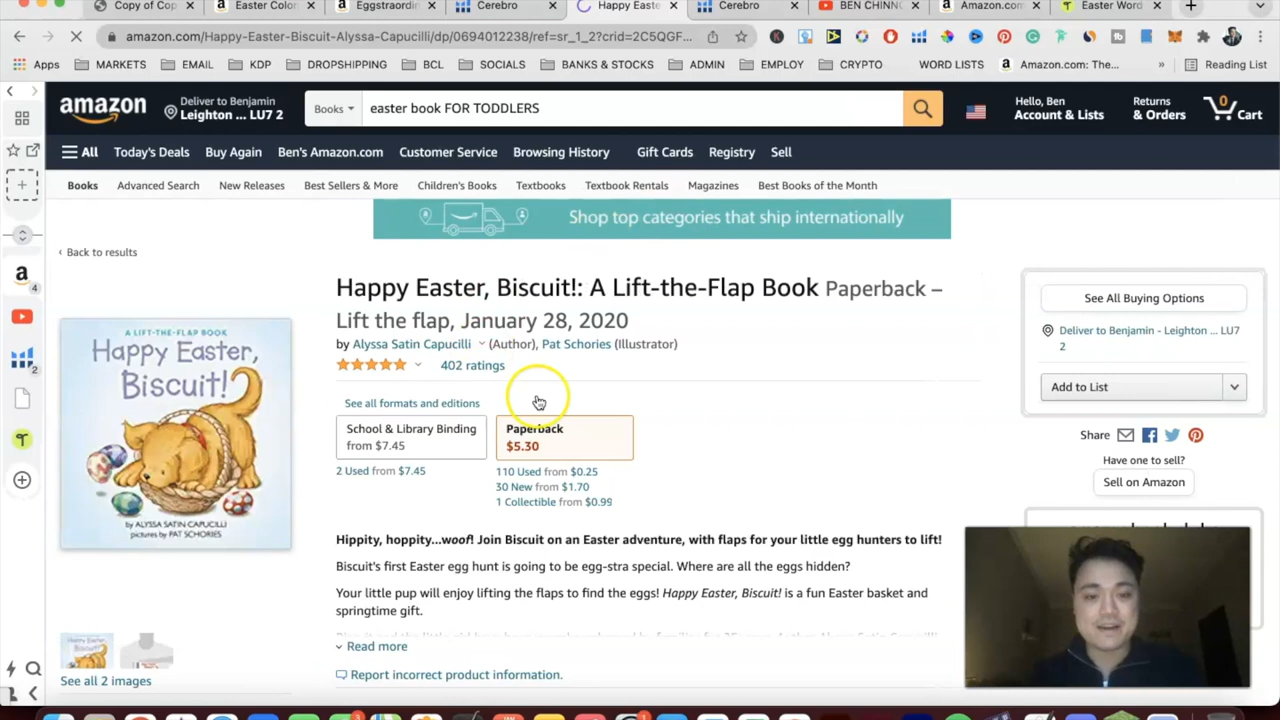 Copy of Cop
Easter Color
Eggstraordin
Cerebro
Happy Easte
Cerebro
BEN CHINNO
Amazon.com
Easter Word
amazon.com/Happy-Easter-Biscuit-Alyssa-Capucilli/dp/0694012238/ref=sr_1_2?crid=2C5QGF...
Apps
MARKETS
EMAIL
KDP
DROPSHIPPING
BCL
SOCIALS
BANKS & STOCKS
ADMIN
EMPLOY
CRYPTO
WORD LISTS
Amazon.com: The...
»
Reading List
amazon
Deliver to Benjamin
Leighton ... LU7 2
Books
easter book FOR TODDLERS
Hello, Ben
Account & Lists
Returns
& Orders
0
Cart
All
Today's Deals
Buy Again
Ben's Amazon.com
Customer Service
Browsing History
Gift Cards
Registry
Sell
Books
Advanced Search
New Releases
Best Sellers & More
Children's Books
Textbooks
Textbook Rentals
Magazines
Best Books of the Month
Shop top categories that ship internationally
‹ Back to results
A LIFT-THE-FLAP BOOK
Happy Easter,
Biscuit!
by ALYSSA SATIN CAPUCILLI
pictures by PAT SCHORIES
See all 2 images
Happy Easter, Biscuit!: A Lift-the-Flap Book Paperback –
Lift the flap, January 28, 2020
by Alyssa Satin Capucilli (Author), Pat Schories (Illustrator)
402 ratings
See all formats and editions
School & Library Binding
from $7.45
2 Used from $7.45
Paperback
$5.30
110 Used from $0.25
30 New from $1.70
1 Collectible from $0.99
Hippity, hoppity...woof! Join Biscuit on an Easter adventure, with flaps for your little egg hunters to lift!
Biscuit's first Easter egg hunt is going to be egg-stra special. Where are all the eggs hidden?
Your little pup will enjoy lifting the flaps to find the eggs! Happy Easter, Biscuit! is a fun Easter basket and
springtime gift.
Read more
Report incorrect product information.
See All Buying Options
Deliver to Benjamin - Leighton ... LU7
2
Add to List
Share
Have one to sell?
Sell on Amazon
4
2